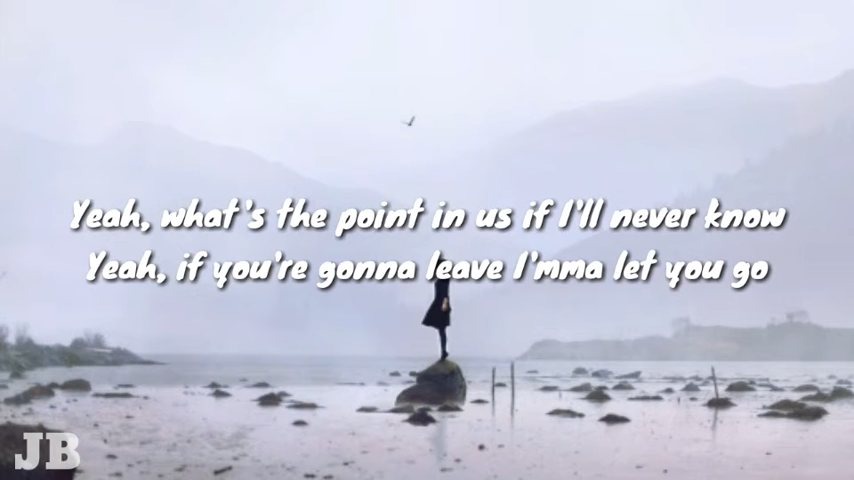 Yeah, what's the point in us if I'll never know
Yeah, if you're gonna leave I'mma let you go
JB